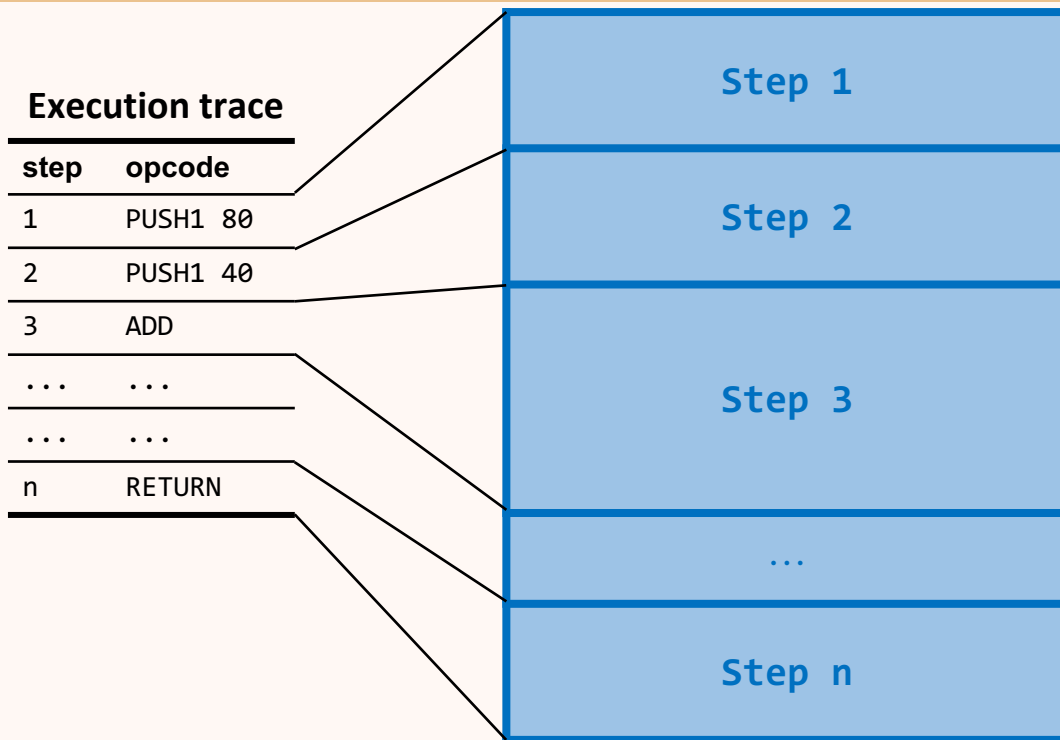 Execution trace
step opcode
1 PUSH1 80
2 PUSH1 40
3 ADD
... ...
... ...
n RETURN
Step 1
Step 2
Step 3
...
Step n